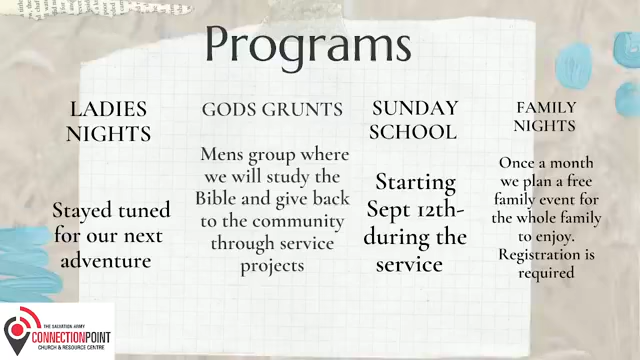 Programs
LADIES
NIGHTS
Stayed tuned
for our next
adventure
GODS GRUNTS
Mens group where
we will study the
Bible and give back
to the community
through service
projects
SUNDAY
SCHOOL
Starting
Sept 12th-
during the
service
FAMILY
NIGHTS
Once a month
we plan a free
family event for
the whole family
to enjoy.
Registration is
required
THE SALVATION ARMY
CONNECTIONPOINT
CHURCH & RESOURCE CENTRE